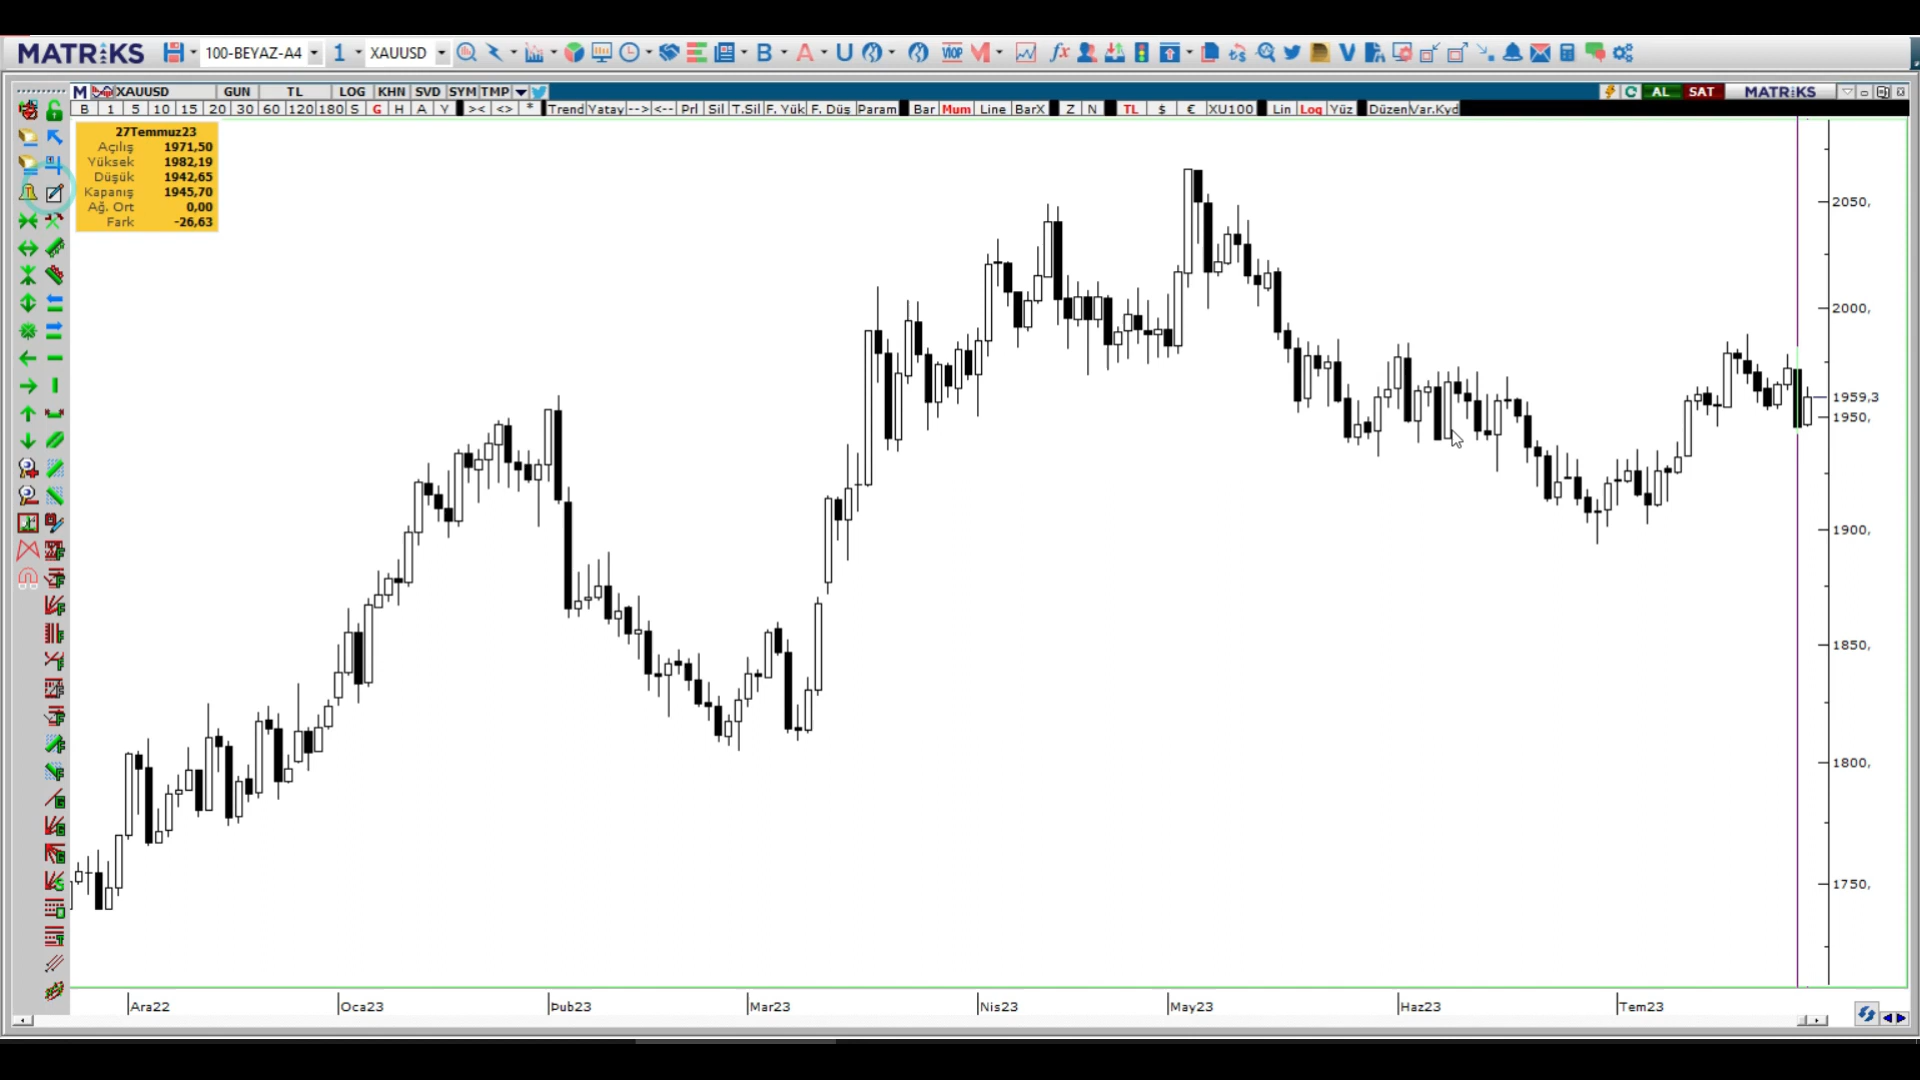 MATRiKS 100-BEYAZ-A4 1 XAUUSD B A U VIOP M fx V
M XAUUSD GUN TL LOG KHN SVD SYM TMP AL SAT MATRiKS
B 1 5 10 15 20 30 60 120 180 S G H A Y >< <> * Trend Yatay --> <-- Prl Sil T.Sil F. Yük F. Düş Param Bar Mum Line BarX Z N TL $ € XU100 Lin Log Yüz Düzen Var.Kyd
27Temmuz23
Açılış 1971,50
Yüksek 1982,19
Düşük 1942,65
Kapanış 1945,70
Ağ. Ort 0,00
Fark -26,63
2050,
2000,
1959,3
1950,
1900,
1850,
1800,
1750,
Ara22 Oca23 Þub23 Mar23 Nis23 May23 Haz23 Tem23